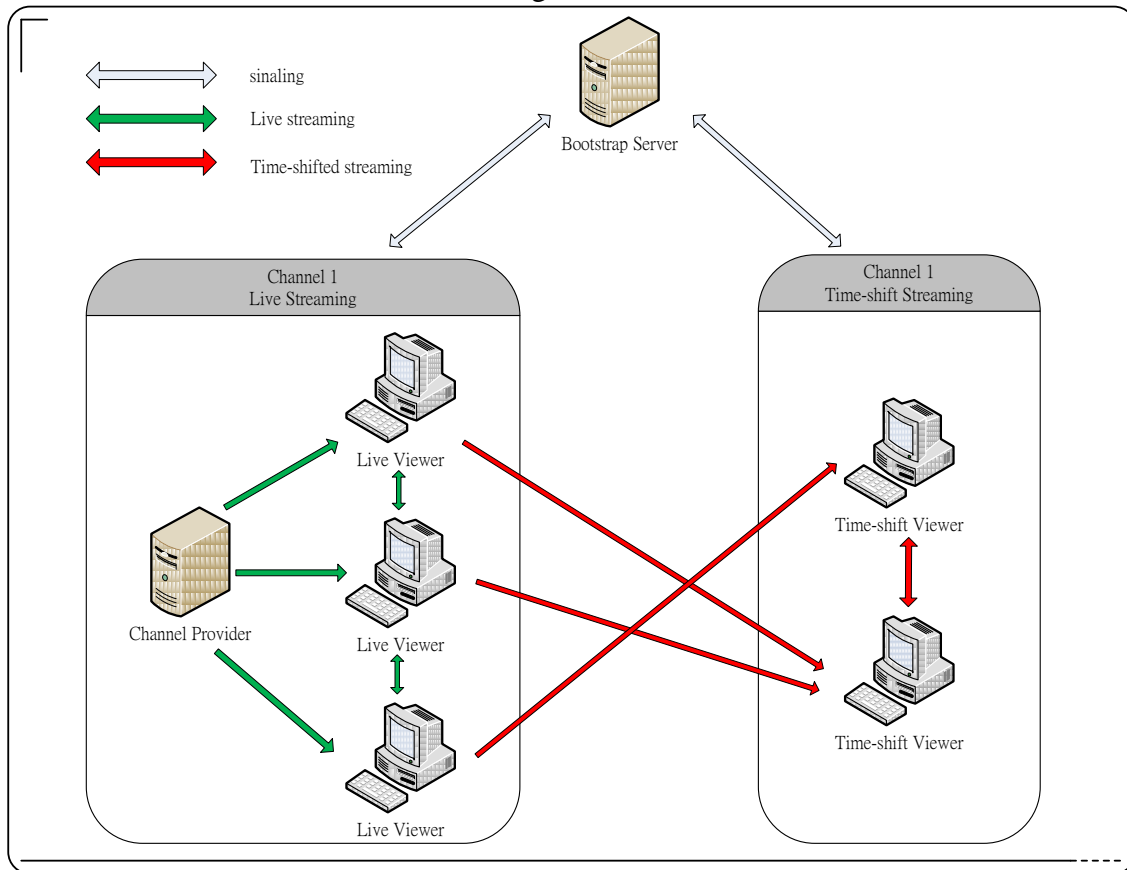 sinaling
Live streaming
Time-shifted streaming
Bootstrap Server
Channel 1
Live Streaming
Channel 1
Time-shift Streaming
Live Viewer
Time-shift Viewer
Channel Provider
Live Viewer
Time-shift Viewer
Live Viewer